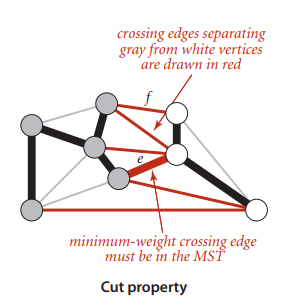 crossing edges separating
gray from white vertices
are drawn in red
f
e
minimum-weight crossing edge
must be in the MST
Cut property